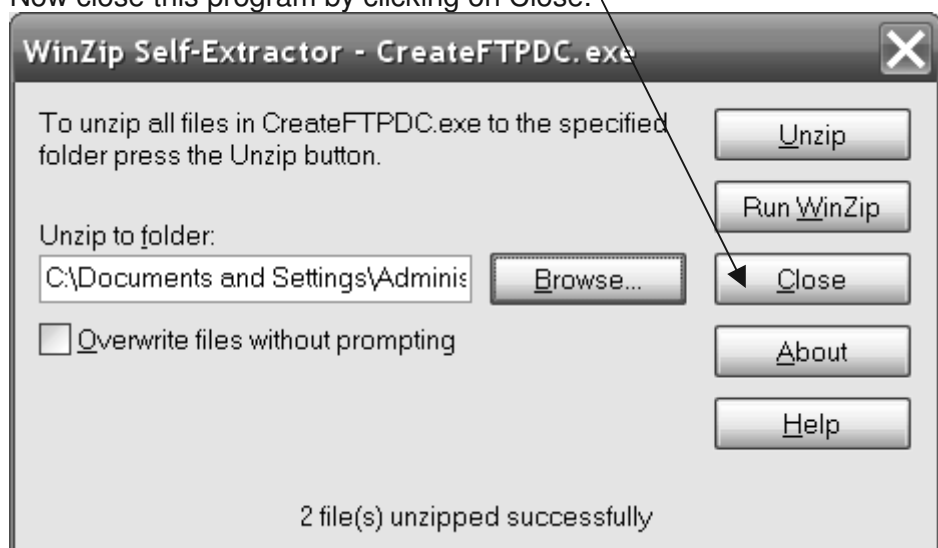 Now close this program by clicking on Close.
WinZip Self-Extractor - CreateFTPDC.exe
To unzip all files in CreateFTPDC.exe to the specified
folder press the Unzip button.
Unzip
Run WinZip
Unzip to folder:
C:\Documents and Settings\Adminis
Browse...
Close
Overwrite files without prompting
About
Help
2 file(s) unzipped successfully